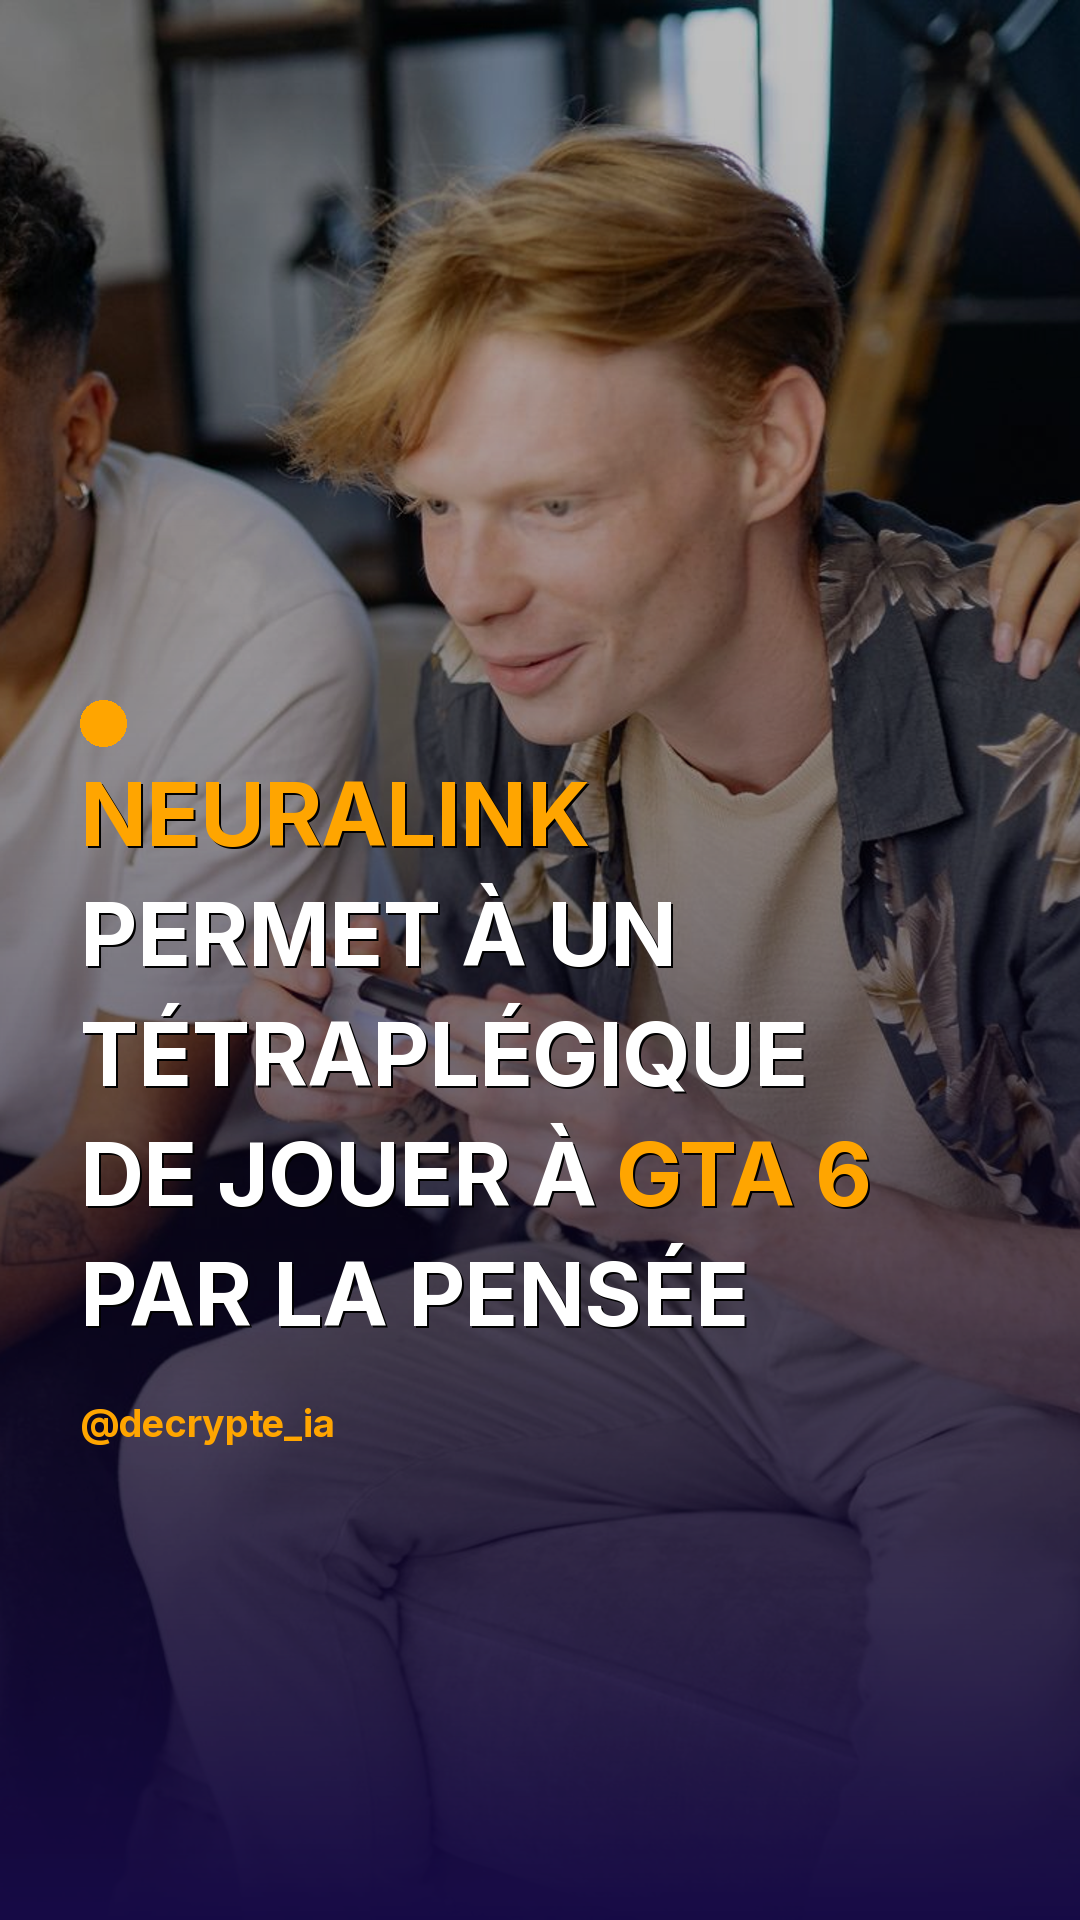 NEURALINK
PERMET À UN
TÉTRAPLÉGIQUE
DE JOUER À GTA 6
PAR LA PENSÉE
@decrypte_ia